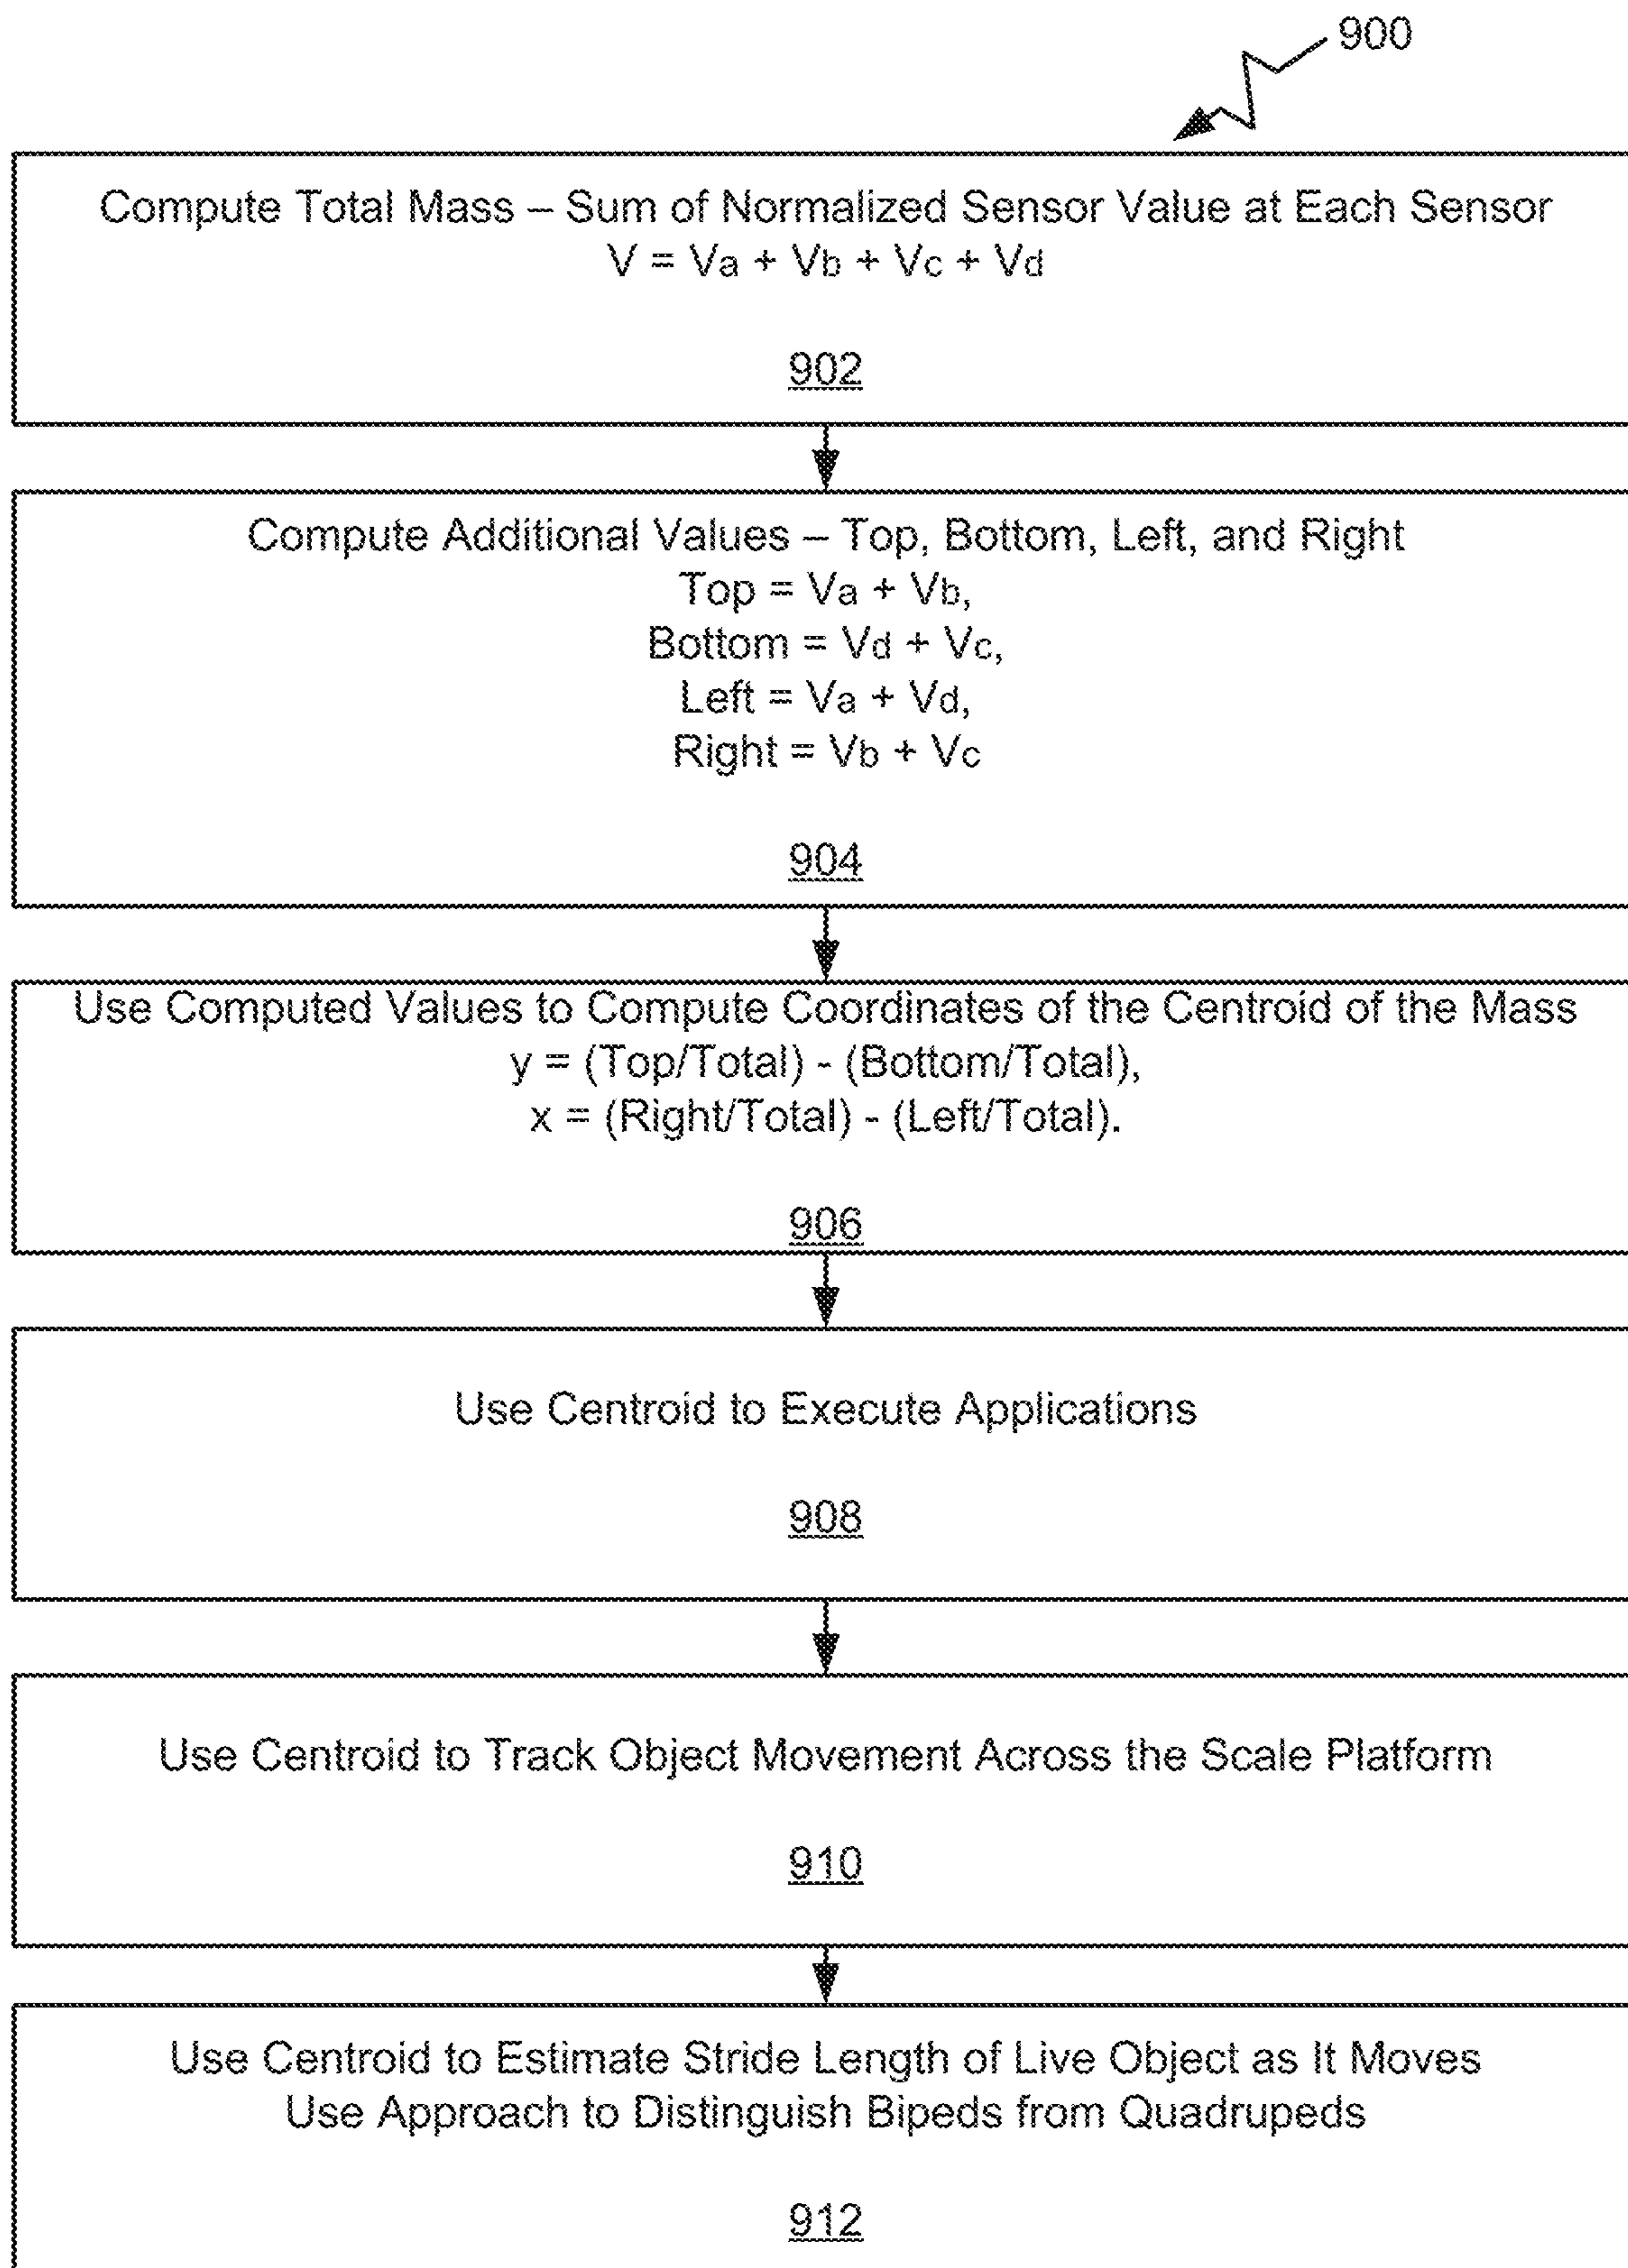 900
Compute Total Mass – Sum of Normalized Sensor Value at Each Sensor
V = Va + Vb + Vc + Vd
902
Compute Additional Values – Top, Bottom, Left, and Right
Top = Va + Vb,
Bottom = Vd + Vc,
Left = Va + Vd,
Right = Vb + Vc
904
Use Computed Values to Compute Coordinates of the Centroid of the Mass
y = (Top/Total) - (Bottom/Total),
x = (Right/Total) - (Left/Total).
906
Use Centroid to Execute Applications
908
Use Centroid to Track Object Movement Across the Scale Platform
910
Use Centroid to Estimate Stride Length of Live Object as It Moves
Use Approach to Distinguish Bipeds from Quadrupeds
912